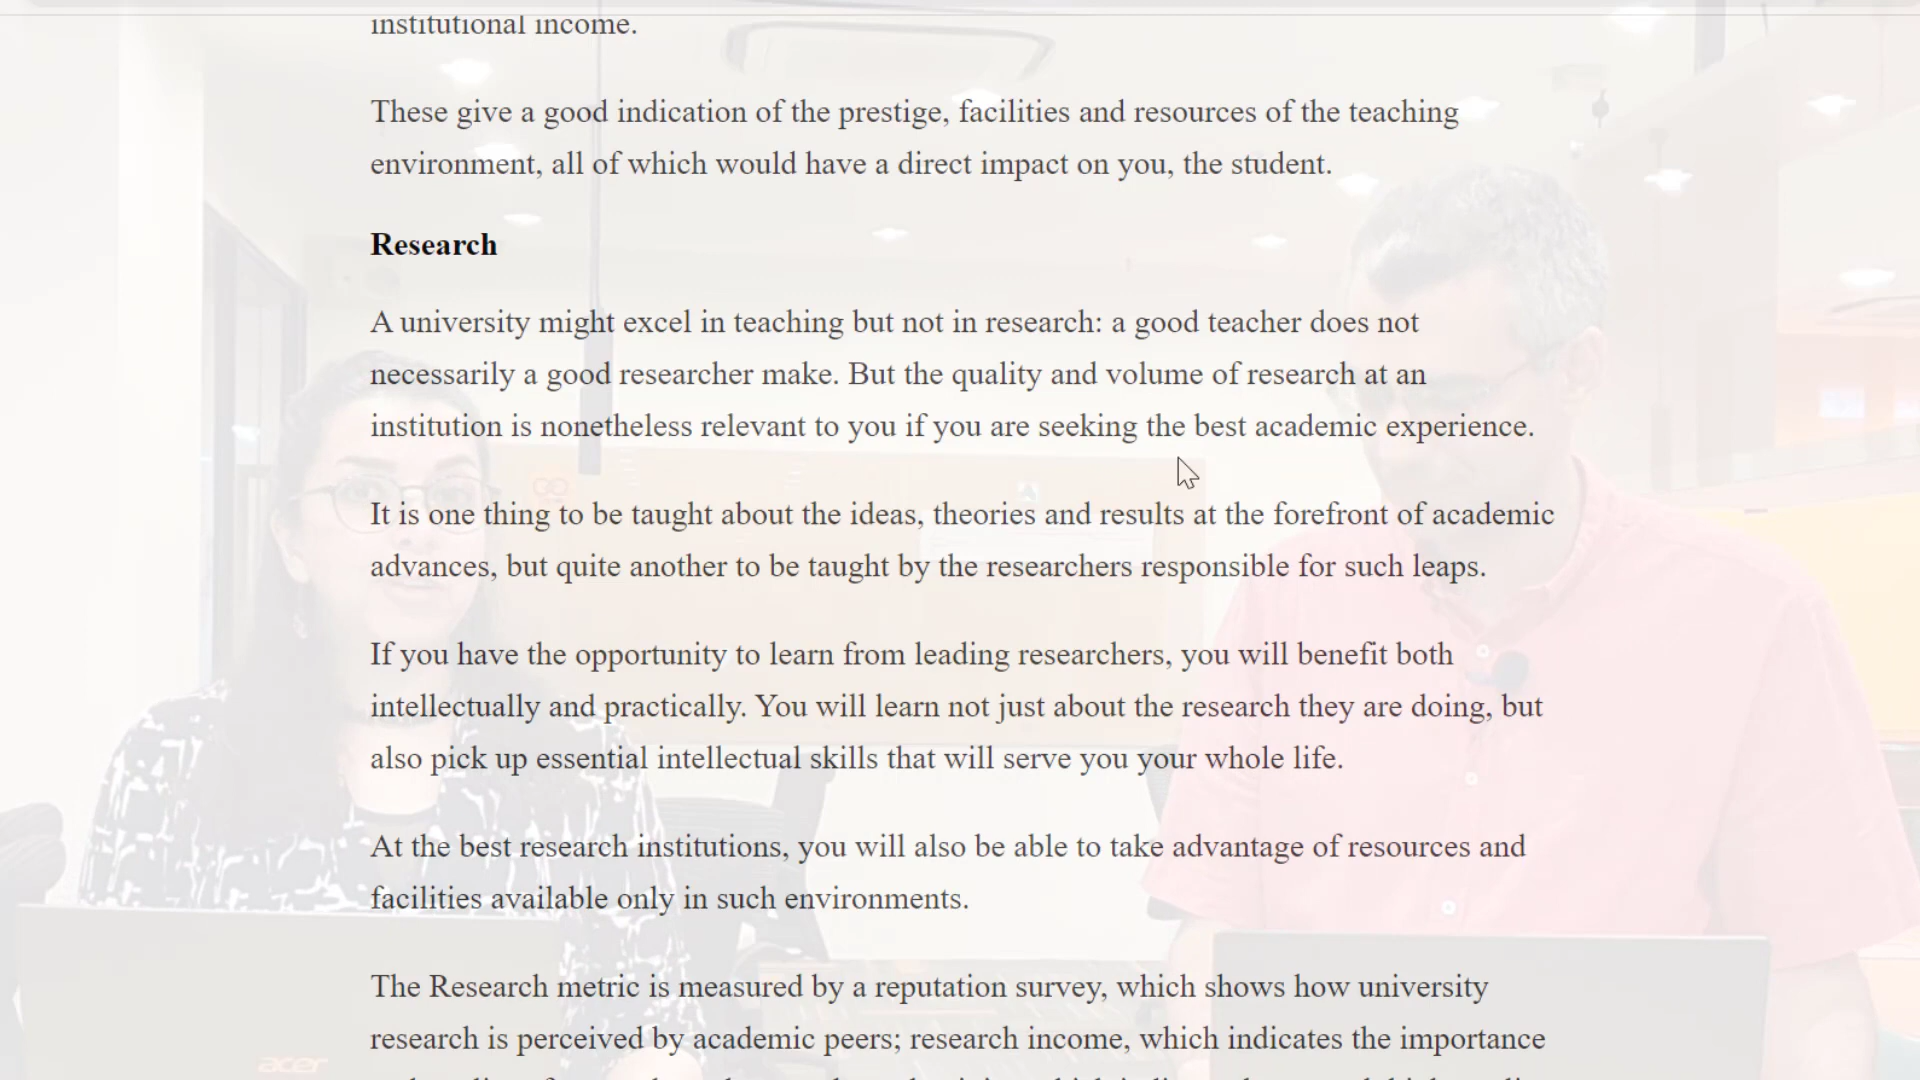 institutional income.
These give a good indication of the prestige, facilities and resources of the teaching
environment, all of which would have a direct impact on you, the student.
Research
A university might excel in teaching but not in research: a good teacher does not
necessarily a good researcher make. But the quality and volume of research at an
institution is nonetheless relevant to you if you are seeking the best academic experience.
It is one thing to be taught about the ideas, theories and results at the forefront of academic
advances, but quite another to be taught by the researchers responsible for such leaps.
If you have the opportunity to learn from leading researchers, you will benefit both
intellectually and practically. You will learn not just about the research they are doing, but
also pick up essential intellectual skills that will serve you your whole life.
At the best research institutions, you will also be able to take advantage of resources and
facilities available only in such environments.
The Research metric is measured by a reputation survey, which shows how university
research is perceived by academic peers; research income, which indicates the importance
acer